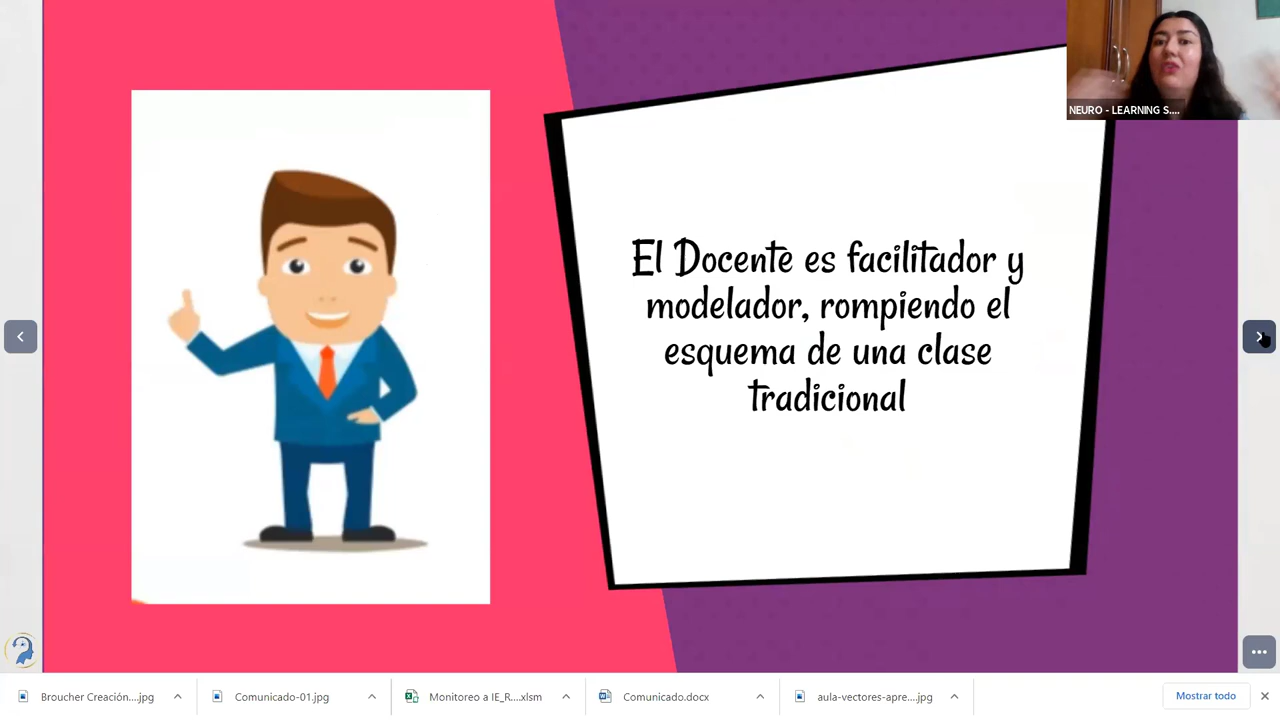 NEURO - LEARNING S....
El Docente es facilitador y
modelador, rompiendo el
esquema de una clase
tradicional
Broucher Creación....jpg
Comunicado-01.jpg
Monitoreo a IE_R....xlsm
Comunicado.docx
aula-vectores-apre....jpg
Mostrar todo